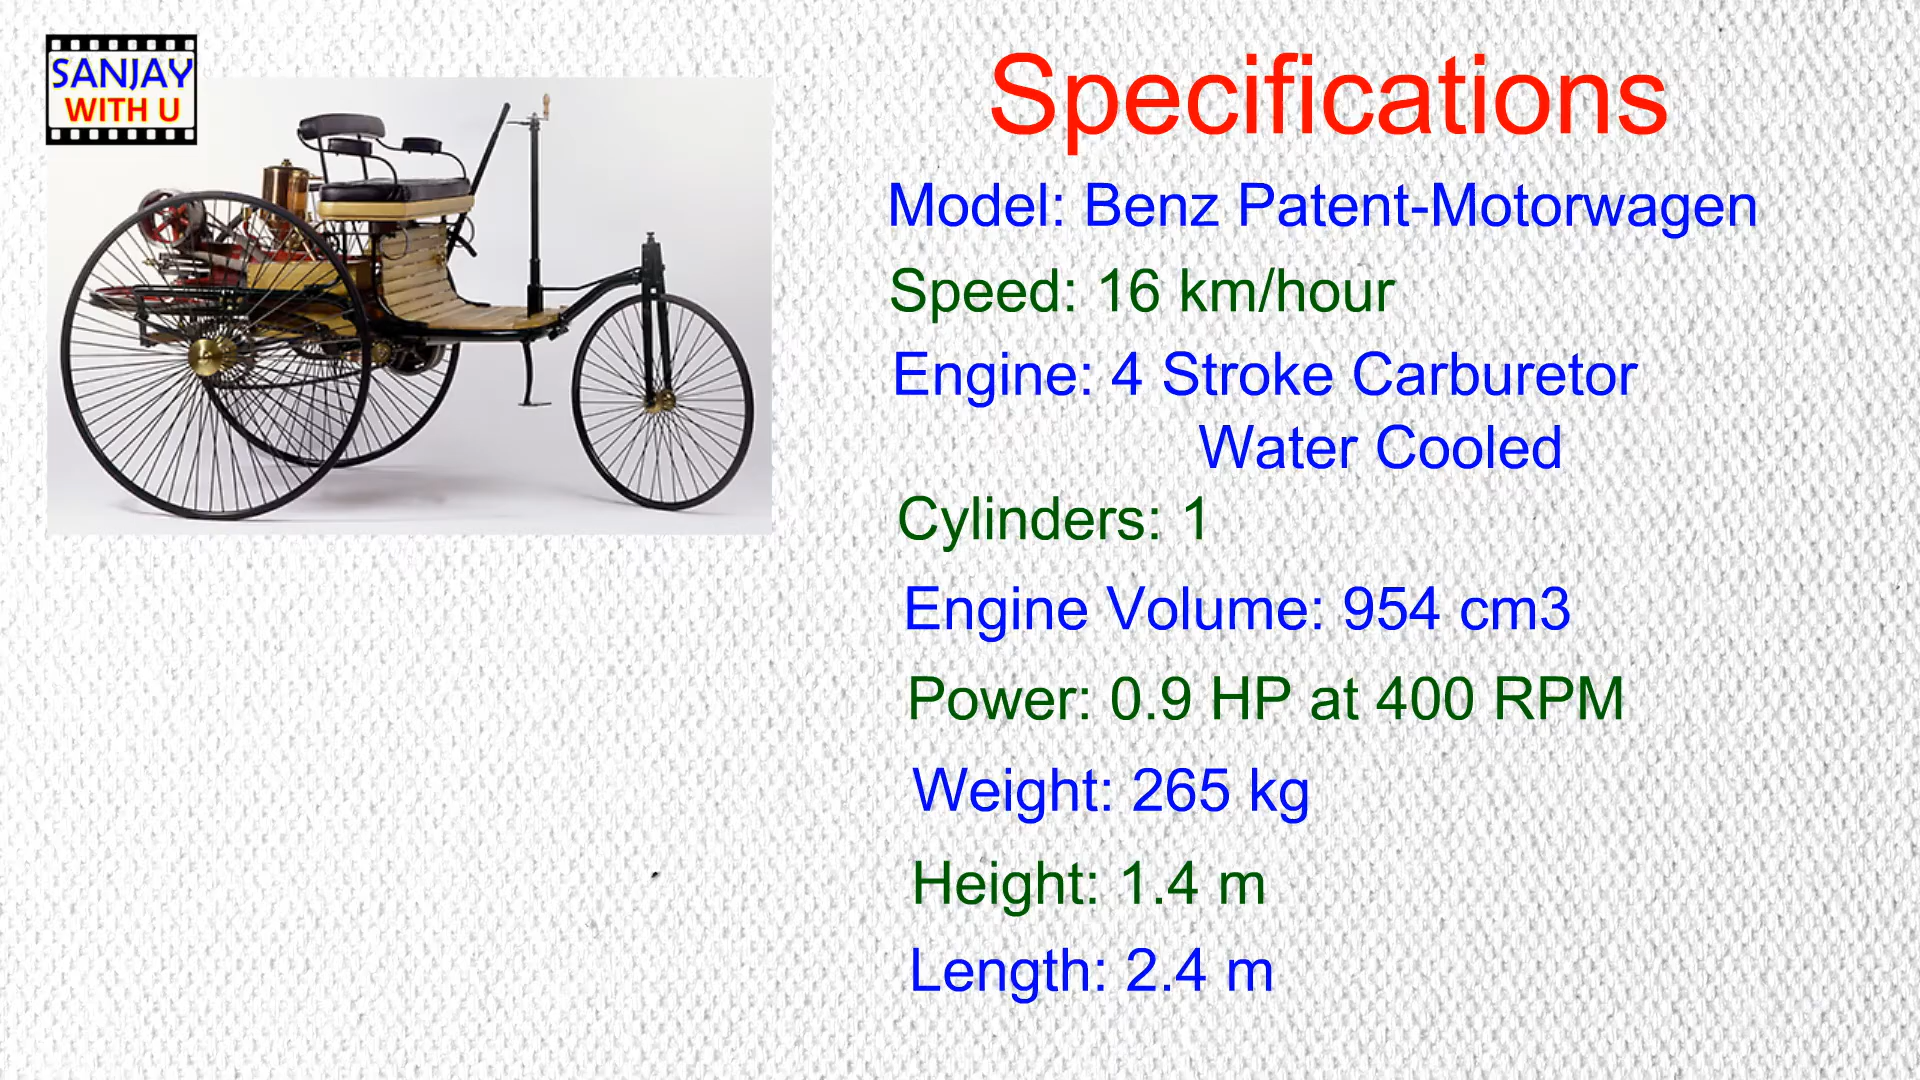 SANJAY
WITH U
Specifications
Model: Benz Patent-Motorwagen
Speed: 16 km/hour
Engine: 4 Stroke Carburetor
Water Cooled
Cylinders: 1
Engine Volume: 954 cm3
Power: 0.9 HP at 400 RPM
Weight: 265 kg
Height: 1.4 m
Length: 2.4 m